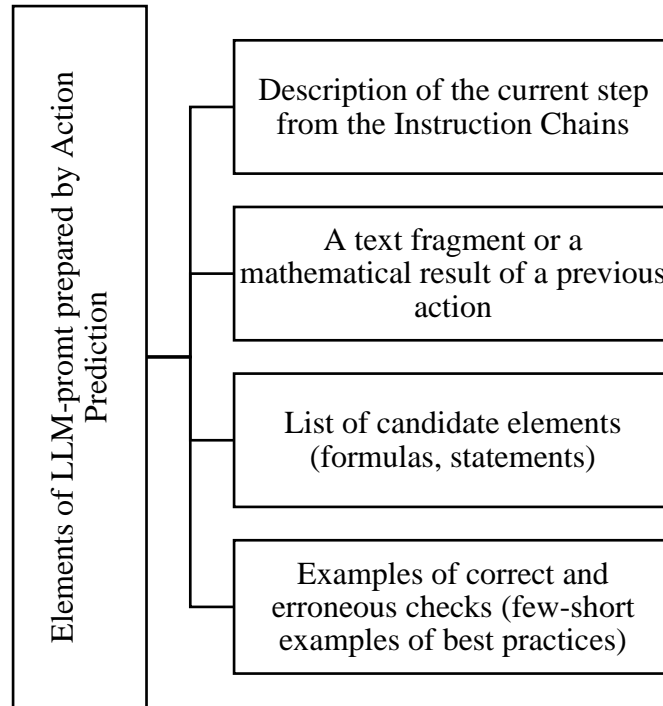 Elements of LLM-promt prepared by Action
Prediction
Description of the current step
from the Instruction Chains
A text fragment or a
mathematical result of a previous
action
List of candidate elements
(formulas, statements)
Examples of correct and
erroneous checks (few-short
examples of best practices)